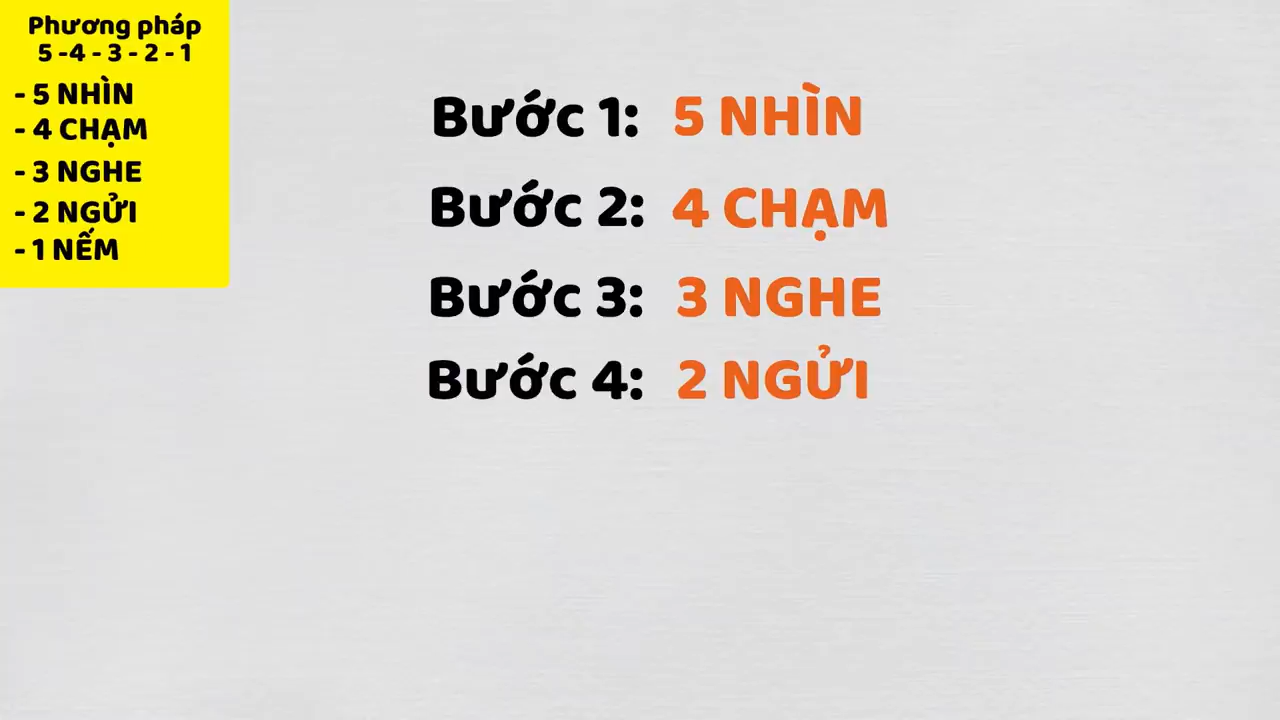 Phương pháp
5 -4 - 3 - 2 - 1
- 5 NHÌN
- 4 CHẠM
- 3 NGHE
- 2 NGỬI
- 1 NẾM
Bước 1: 5 NHÌN
Bước 2: 4 CHẠM
Bước 3: 3 NGHE
Bước 4: 2 NGỬI